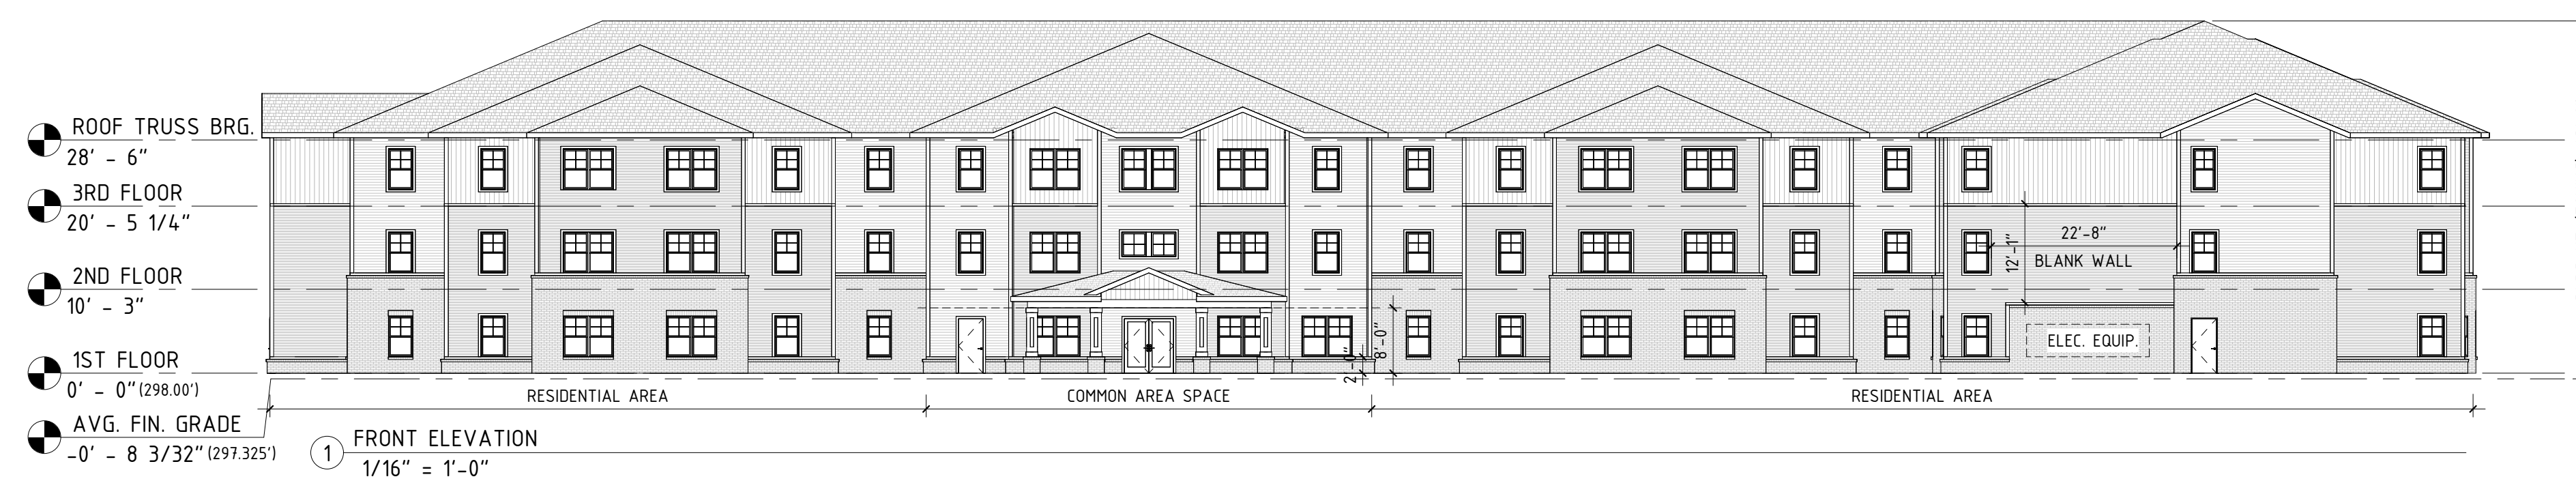 ROOF TRUSS BRG.
28' - 6"
3RD FLOOR
20' - 5 1/4"
2ND FLOOR
10' - 3"
1ST FLOOR
0' - 0" (298.00')
AVG. FIN. GRADE
-0' - 8 3/32" (297.325')
12'-1"
22'-8"
BLANK WALL
ELEC. EQUIP.
2'-0"
8'-0"
RESIDENTIAL AREA
COMMON AREA SPACE
RESIDENTIAL AREA
1
FRONT ELEVATION
1/16" = 1'-0"